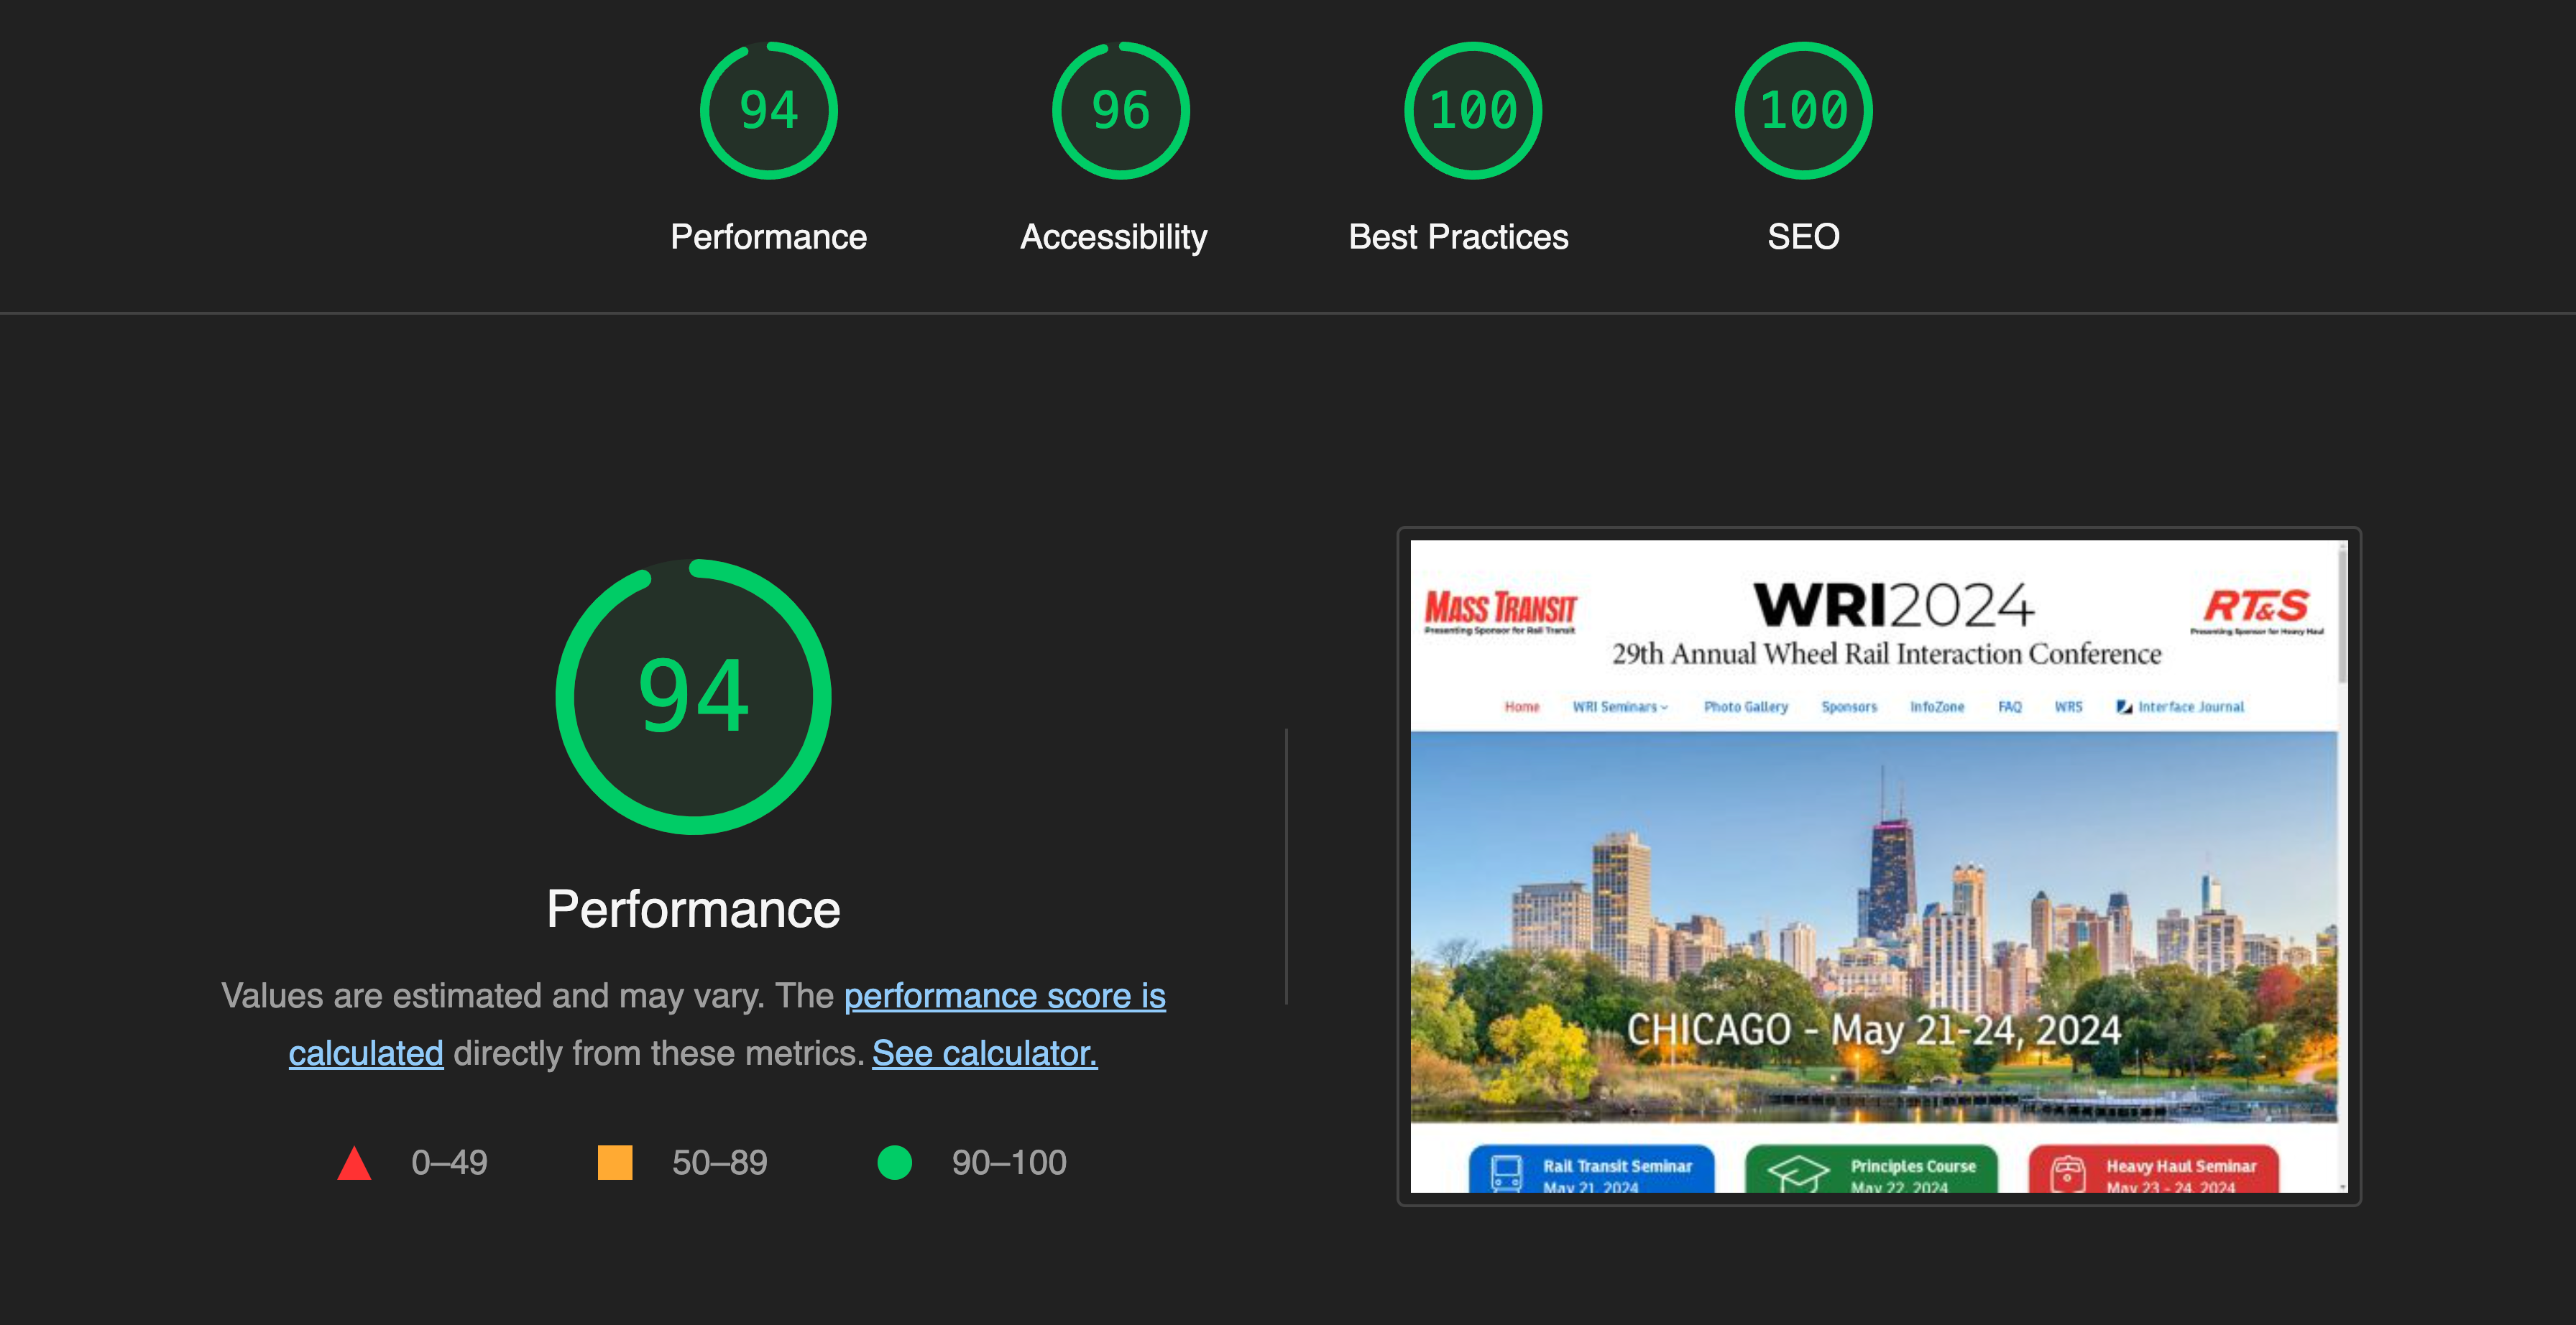 94
96
100
100
Performance
Accessibility
Best Practices
SEO
94
Performance
Values are estimated and may vary. The performance score is
calculated directly from these metrics. See calculator.
0–49
50–89
90–100
MASS TRANSIT
Presenting Sponsor for Rail Transit
WRI2024
29th Annual Wheel Rail Interaction Conference
RT&S
Presenting Sponsor for Heavy Haul
Home WRI Seminars Photo Gallery Sponsors InfoZone FAQ WRS Interface Journal
CHICAGO - May 21-24, 2024
Rail Transit Seminar
May 21, 2024
Principles Course
May 22, 2024
Heavy Haul Seminar
May 23 - 24, 2024